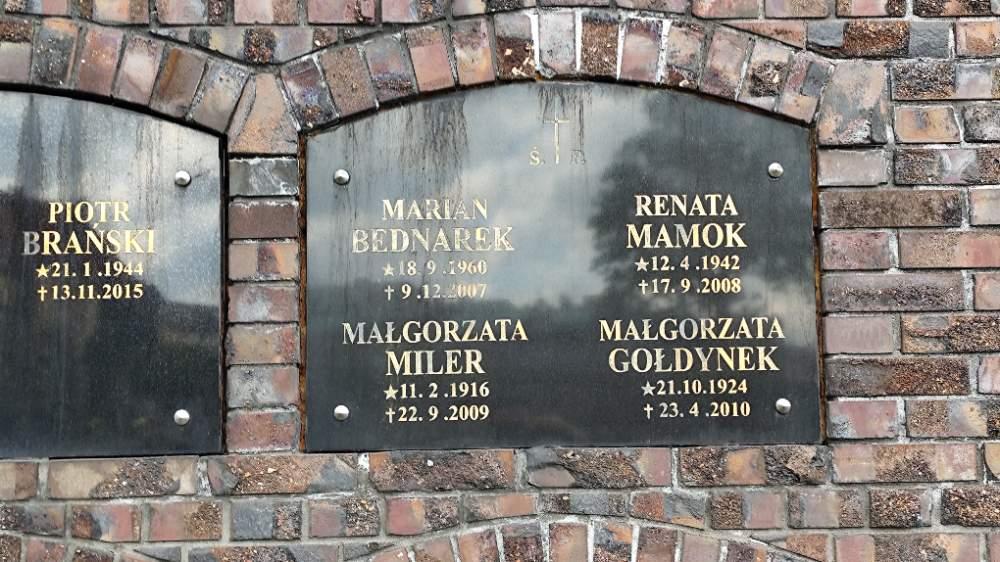 PIOTR
BRAŃSKI
★21. 1 .1944
†13.11.2015
Ś. † P.
MARIAN
BEDNAREK
★18. 9 .1960
† 9 .12.2007
RENATA
MAMOK
★12. 4 .1942
†17. 9 .2008
MAŁGORZATA
MILER
★11. 2 .1916
†22. 9 .2009
MAŁGORZATA
GOŁDYNEK
★21.10.1924
† 23. 4 .2010